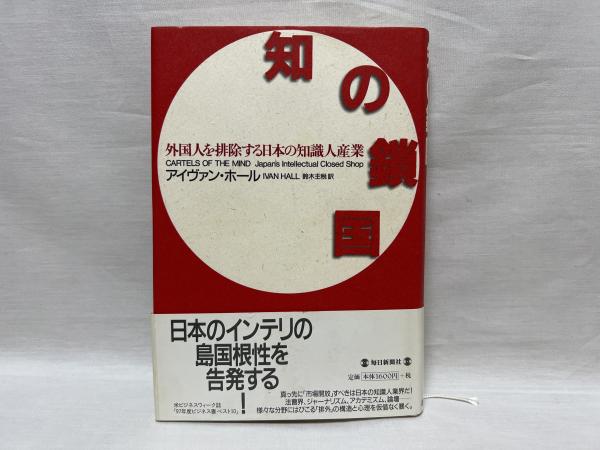 知の鎖国
外国人を排除する日本の知識人産業
CARTELS OF THE MIND Japan's Intellectual Closed Shop
アイヴァン・ホール IVAN HALL 鈴木主税 訳
日本のインテリの
島国根性を
告発する!
米ビジネスウィーク誌
「'97年度ビジネス書・ベスト10」
毎日新聞社
定価 本体1600円 +税
真っ先に「市場開放」すべきは日本の知識人業界だ!
法曹界、ジャーナリズム、アカデミズム、論壇──
様々な分野にはびこる「排外」の構造と心理を仮借なく暴く。